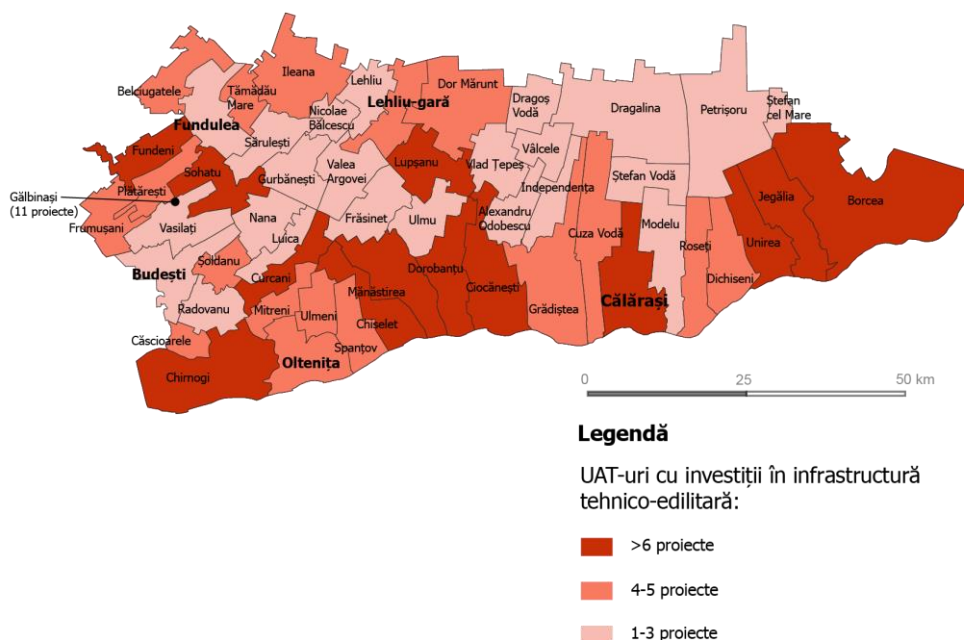 Belciugatele
Tămădău
Mare
Ileana
Lehliu
Lehliu-gară
Dor Mărunt
Dragoș
Vodă
Dragalina
Petrișoru
Ștefan
cel Mare
Fundulea
Nicolae
Bălcescu
Sărulești
Fundeni
Sohatu
Gurbănești
Valea
Argovei
Lupșanu
Vlad Țepeș
Vâlcele
Independența
Ștefan Vodă
Jegălia
Borcea
Plătărești
Gălbinași
(11 proiecte)
Frumușani
Vasilați
Nana
Luica
Frăsinet
Ulmu
Alexandru
Odobescu
Cuza Vodă
Modelu
Roseți
Unirea
Dichiseni
Budești
Șoldanu
Curcani
Dorobanțu
Mânăstirea
Ciocănești
Grădiștea
Călărași
Radovanu
Mitreni
Ulmeni
Chiselet
Căscioarele
Spanțov
Oltenița
Chirnogi
0
25
50 km
Legendă
UAT-uri cu investiții în infrastructură
tehnico-edilitară:
>6 proiecte
4-5 proiecte
1-3 proiecte